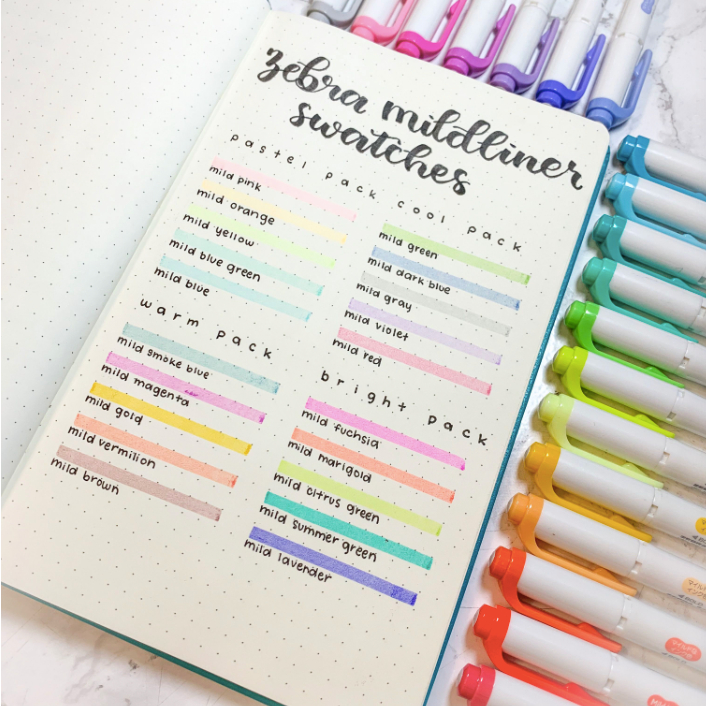 zebra mildliner
swatches
pastel pack
mild pink
mild orange
mild yellow
mild blue green
mild blue
cool pack
mild green
mild dark blue
mild gray
mild violet
mild red
warm pack
mild smoke blue
mild magenta
mild gold
mild vermilion
mild brown
bright pack
mild fuchsia
mild marigold
mild citrus green
mild summer green
mild lavender